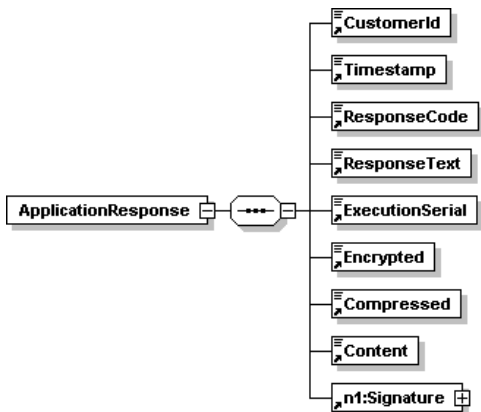 CustomerId
Timestamp
ResponseCode
ResponseText
ApplicationResponse
ExecutionSerial
Encrypted
Compressed
Content
n1:Signature